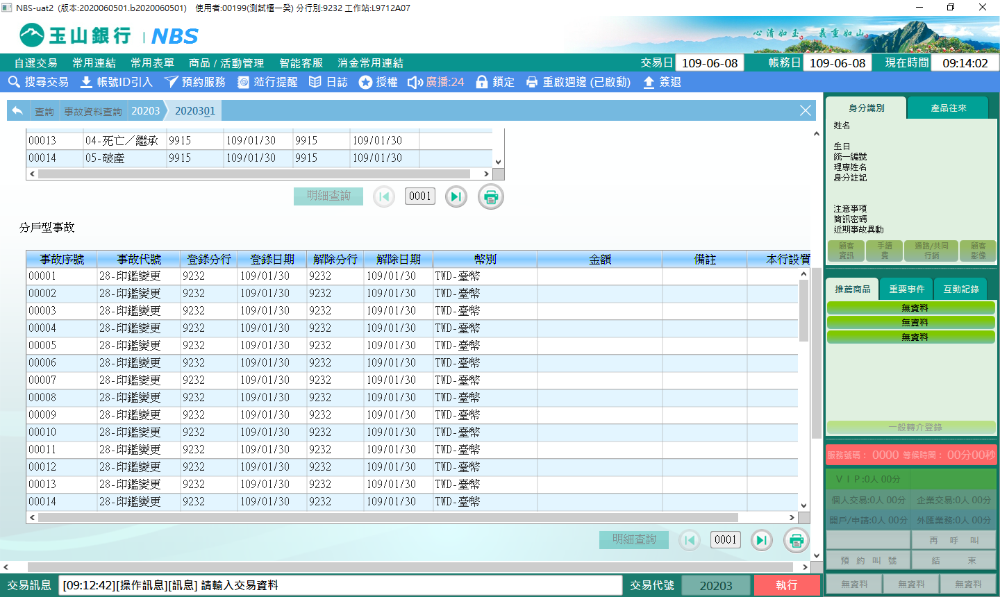 NBS-uat2 (版本:2020060501.b2020060501) 使用者:00199(測試櫃一癸) 分行別:9232 工作站:L9712A07
玉山銀行 | NBS
心清如玉。義重如山。
自選交易 常用連結 常用表單 商品 / 活動管理 智能客服 消金常用連結 交易日 109-06-08 帳務日 109-06-08 現在時間 09:14:02
搜尋交易 帳號ID引入 預約服務 蒞行提醒 日誌 授權 廣播:24 鎖定 重啟週邊 (已啟動) 簽退
查詢 事故資料查詢 20203 2020301
00013 04-死亡／繼承 9915 109/01/30 9915 109/01/30
00014 05-破產 9915 109/01/30 9915 109/01/30
明細查詢 0001
分戶型事故
事故序號 事故代號 登錄分行 登錄日期 解除分行 解除日期 幣別 金額 備註 本行設質
00001 28-印鑑變更 9232 109/01/30 9232 109/01/30 TWD-臺幣
00002 28-印鑑變更 9232 109/01/30 9232 109/01/30 TWD-臺幣
00003 28-印鑑變更 9232 109/01/30 9232 109/01/30 TWD-臺幣
00004 28-印鑑變更 9232 109/01/30 9232 109/01/30 TWD-臺幣
00005 28-印鑑變更 9232 109/01/30 9232 109/01/30 TWD-臺幣
00006 28-印鑑變更 9232 109/01/30 9232 109/01/30 TWD-臺幣
00007 28-印鑑變更 9232 109/01/30 9232 109/01/30 TWD-臺幣
00008 28-印鑑變更 9232 109/01/30 9232 109/01/30 TWD-臺幣
00009 28-印鑑變更 9232 109/01/30 9232 109/01/30 TWD-臺幣
00010 28-印鑑變更 9232 109/01/30 9232 109/01/30 TWD-臺幣
00011 28-印鑑變更 9232 109/01/30 9232 109/01/30 TWD-臺幣
00012 28-印鑑變更 9232 109/01/30 9232 109/01/30 TWD-臺幣
00013 28-印鑑變更 9232 109/01/30 9232 109/01/30 TWD-臺幣
00014 28-印鑑變更 9232 109/01/30 9232 109/01/30 TWD-臺幣
明細查詢 0001
身分識別 產品往來
姓名
生日
統一編號
理專姓名
身分註記
注意事項
簡訊密碼
近期事故異動
顧客資訊 手續費 通路/共同行銷 顧客影像
推薦商品 重要事件 互動記錄
無資料
無資料
無資料
一般轉介登錄
服務號碼： 0000 等候時間： 00分00秒
ＶＩＰ:0人 00分
個人交易:0人 00分 企業交易:0人 00分
開戶/申請:0人 00分 外匯業務:0人 00分
再 呼 叫
預 約 叫 號 結 束
無資料 無資料 無資料
交易訊息 [09:12:42][操作訊息][訊息] 請輸入交易資料 交易代號 20203 執行